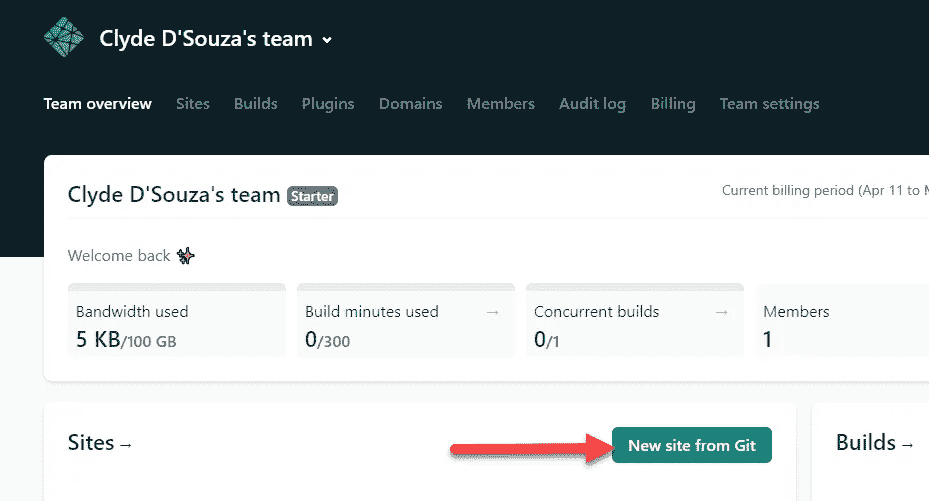 Clyde D'Souza's team
Team overview Sites Builds Plugins Domains Members Audit log Billing Team settings
Clyde D'Souza's team Starter
Current billing period (Apr 11 to
Welcome back
Bandwidth used
5 KB/100 GB
Build minutes used →
0/300
Concurrent builds →
0/1
Members
1
Sites →
New site from Git
Builds →